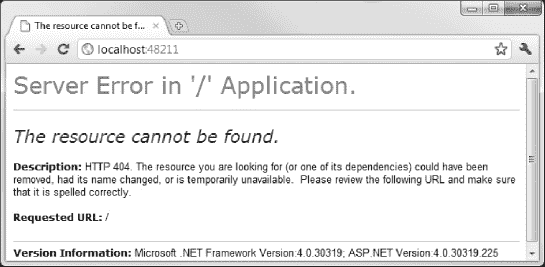 The resource cannot be f...
localhost:48211
Server Error in '/' Application.
The resource cannot be found.
Description: HTTP 404. The resource you are looking for (or one of its dependencies) could have been
removed, had its name changed, or is temporarily unavailable.  Please review the following URL and make sure
that it is spelled correctly.
Requested URL: /
Version Information: Microsoft .NET Framework Version:4.0.30319; ASP.NET Version:4.0.30319.225